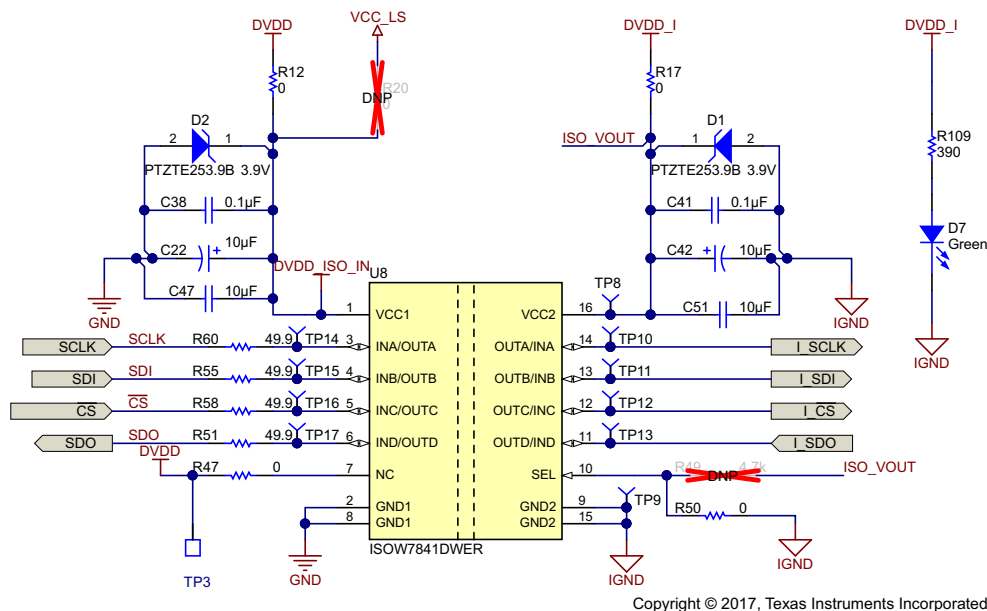 DVDD
VCC_LS
DVDD_I
DVDD_I
R12
0
R20
0
DNP
R17
0
D2
2
1
PTZTE253.9B 3.9V
ISO_VOUT
D1
1
2
PTZTE253.9B 3.9V
R109
390
C38
0.1µF
C41
0.1µF
D7
Green
C22
+
10µF
C42
+
10µF
DVDD_ISO_IN
C47
10µF
C51
10µF
GND
U8
TP8
IGND
IGND
1
VCC1
VCC2
16
SCLK
SCLK
R60
49.9
TP14
3
INA/OUTA
OUTA/INA
14
TP10
I_SCLK
SDI
SDI
R55
49.9
TP15
4
INB/OUTB
OUTB/INB
13
TP11
I_SDI
CS
CS
R58
49.9
TP16
5
INC/OUTC
OUTC/INC
12
TP12
I_CS
SDO
SDO
R51
49.9
TP17
6
IND/OUTD
OUTD/IND
11
TP13
I_SDO
DVDD
R47
0
7
NC
SEL
10
R49
4.7k
DNP
ISO_VOUT
2
GND1
GND2
9
TP9
R50
0
8
GND1
GND2
15
ISOW7841DWER
TP3
GND
IGND
IGND
Copyright © 2017, Texas Instruments Incorporated